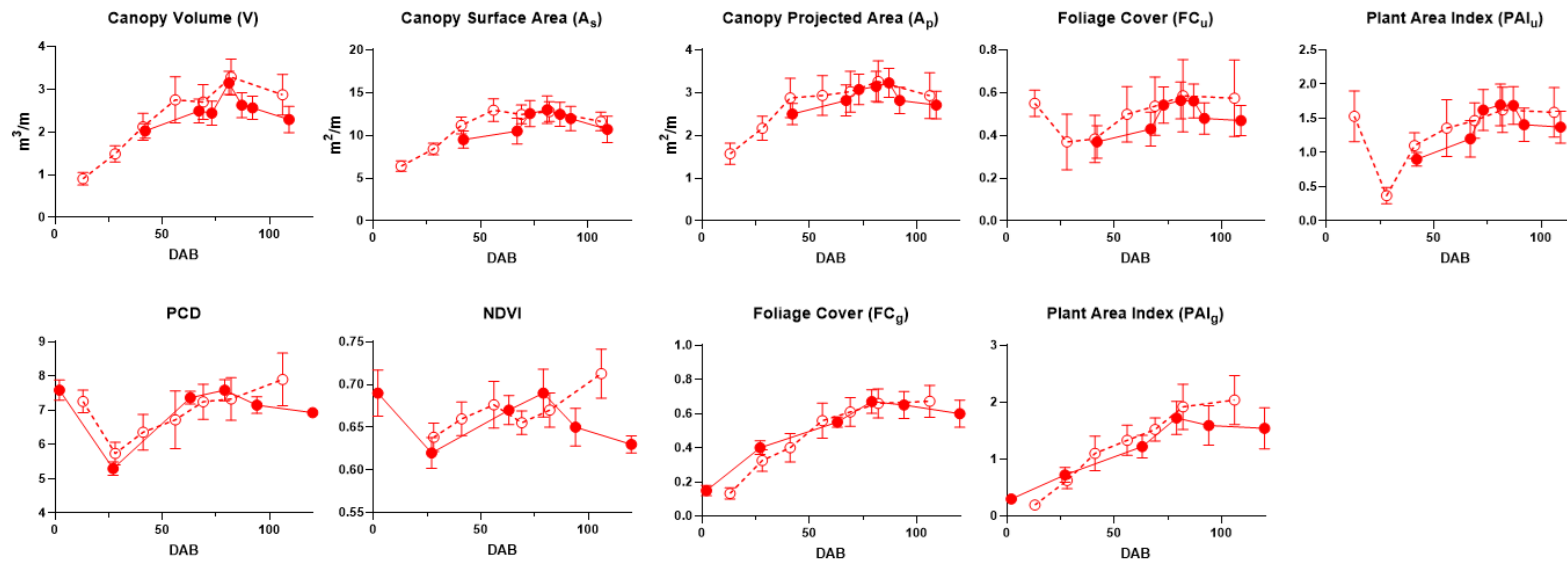 Canopy Volume (V)
Canopy Surface Area (As)
Canopy Projected Area (Ap)
Foliage Cover (FCu)
Plant Area Index (PAIu)
m³/m
4
3
2
1
0
0 50 100
DAB
m²/m
20
15
10
5
0
0 50 100
DAB
m²/m
4
3
2
1
0
0 50 100
DAB
0.8
0.6
0.4
0.2
0.0
0 50 100
DAB
2.5
2.0
1.5
1.0
0.5
0.0
0 50 100
DAB
PCD
NDVI
Foliage Cover (FCg)
Plant Area Index (PAIg)
9
8
7
6
5
4
0 50 100
DAB
0.75
0.70
0.65
0.60
0.55
0 50 100
DAB
1.0
0.8
0.6
0.4
0.2
0.0
0 50 100
DAB
3
2
1
0
0 50 100
DAB